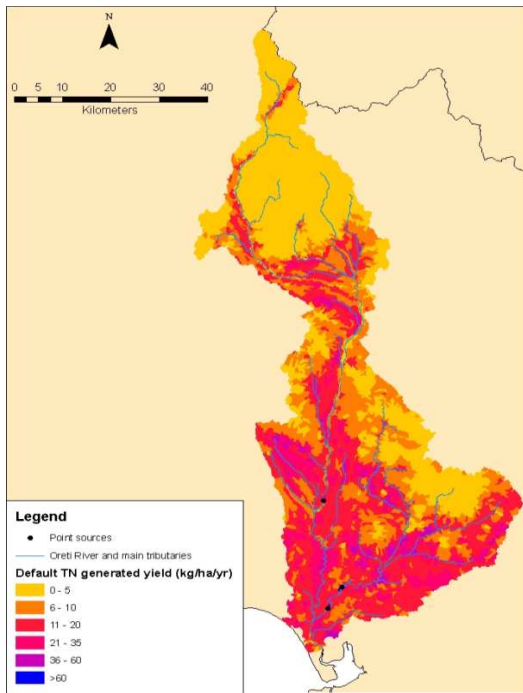 N
0 5 10 20 30 40
Kilometers
Legend
Point sources
Oreti River and main tributaries
Default TN generated yield (kg/ha/yr)
0 - 5
6 - 10
11 - 20
21 - 35
36 - 60
>60